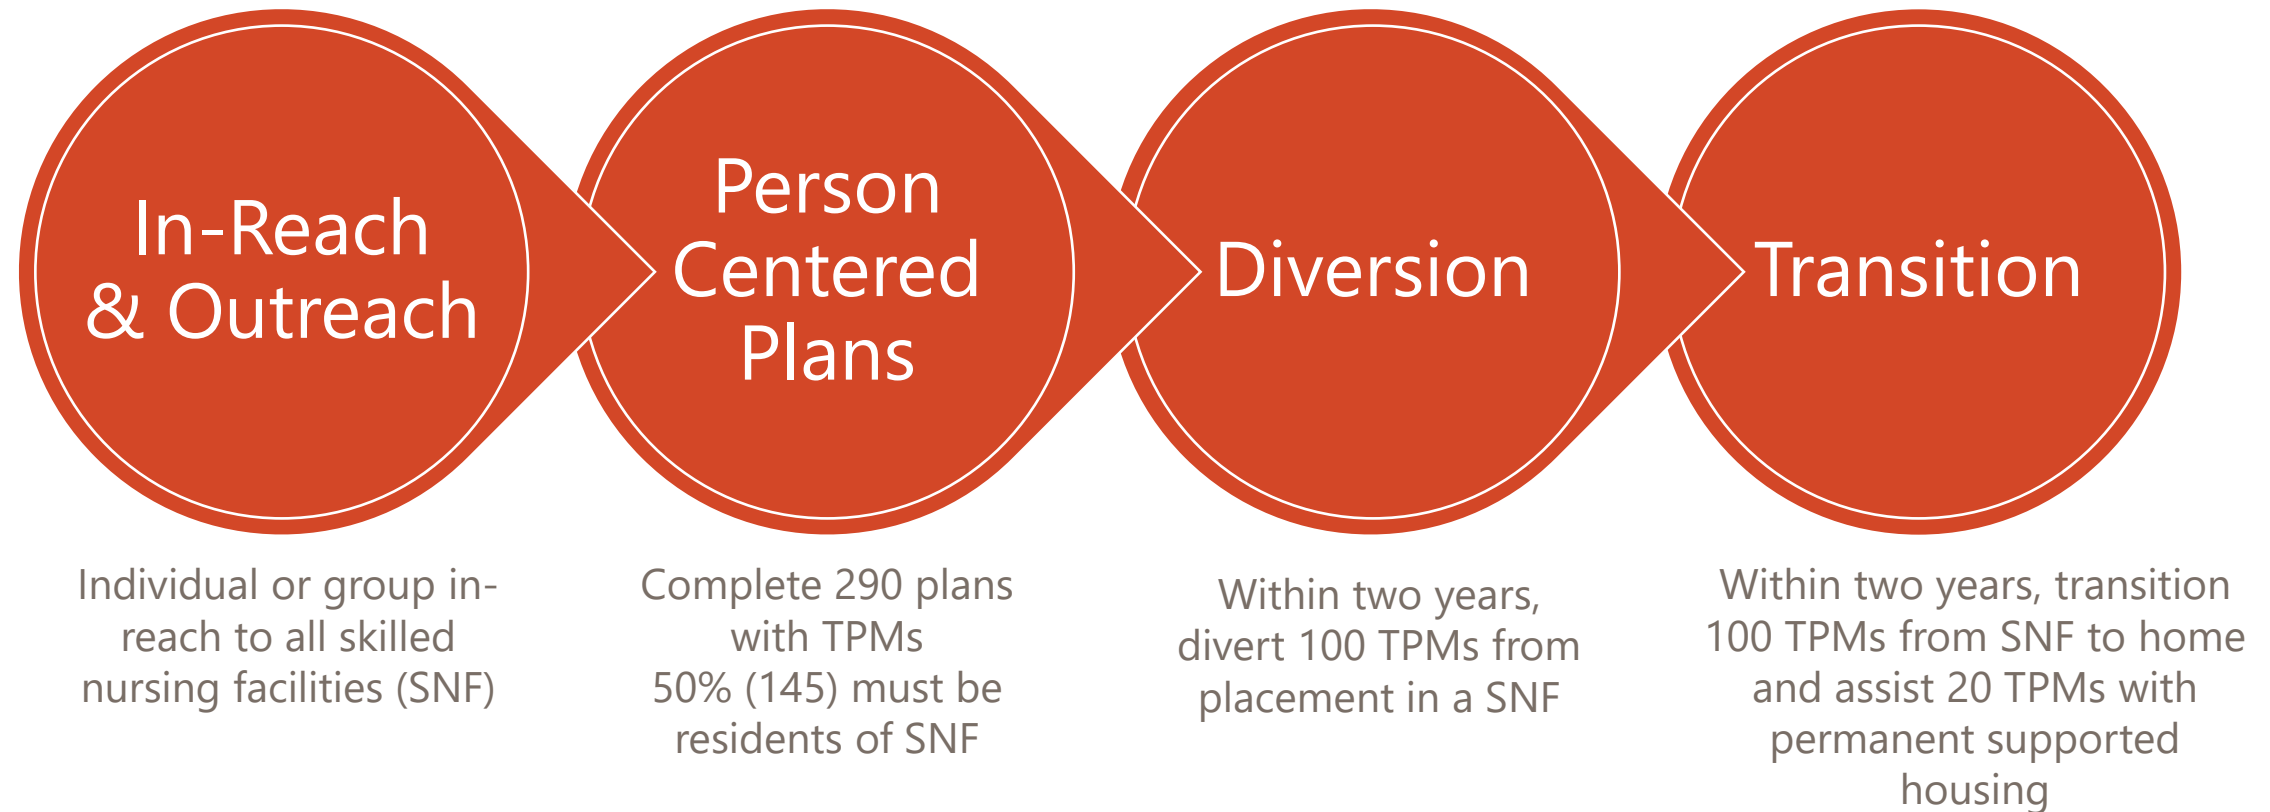 In-Reach
& Outreach
Person
Centered
Plans
Diversion
Transition
Individual or group in-
reach to all skilled
nursing facilities (SNF)
Complete 290 plans
with TPMs
50% (145) must be
residents of SNF
Within two years,
divert 100 TPMs from
placement in a SNF
Within two years, transition
100 TPMs from SNF to home
and assist 20 TPMs with
permanent supported
housing